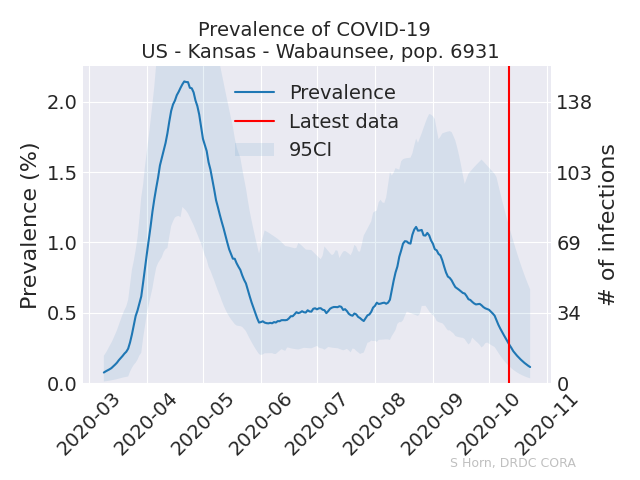 Prevalence of COVID-19
US - Kansas - Wabaunsee, pop. 6931
Prevalence
Latest data
95CI
Prevalence (%)
2.0
1.5
1.0
0.5
0.0
# of infections
138
103
69
34
0
2020-03
2020-04
2020-05
2020-06
2020-07
2020-08
2020-09
2020-10
2020-11
S Horn, DRDC CORA